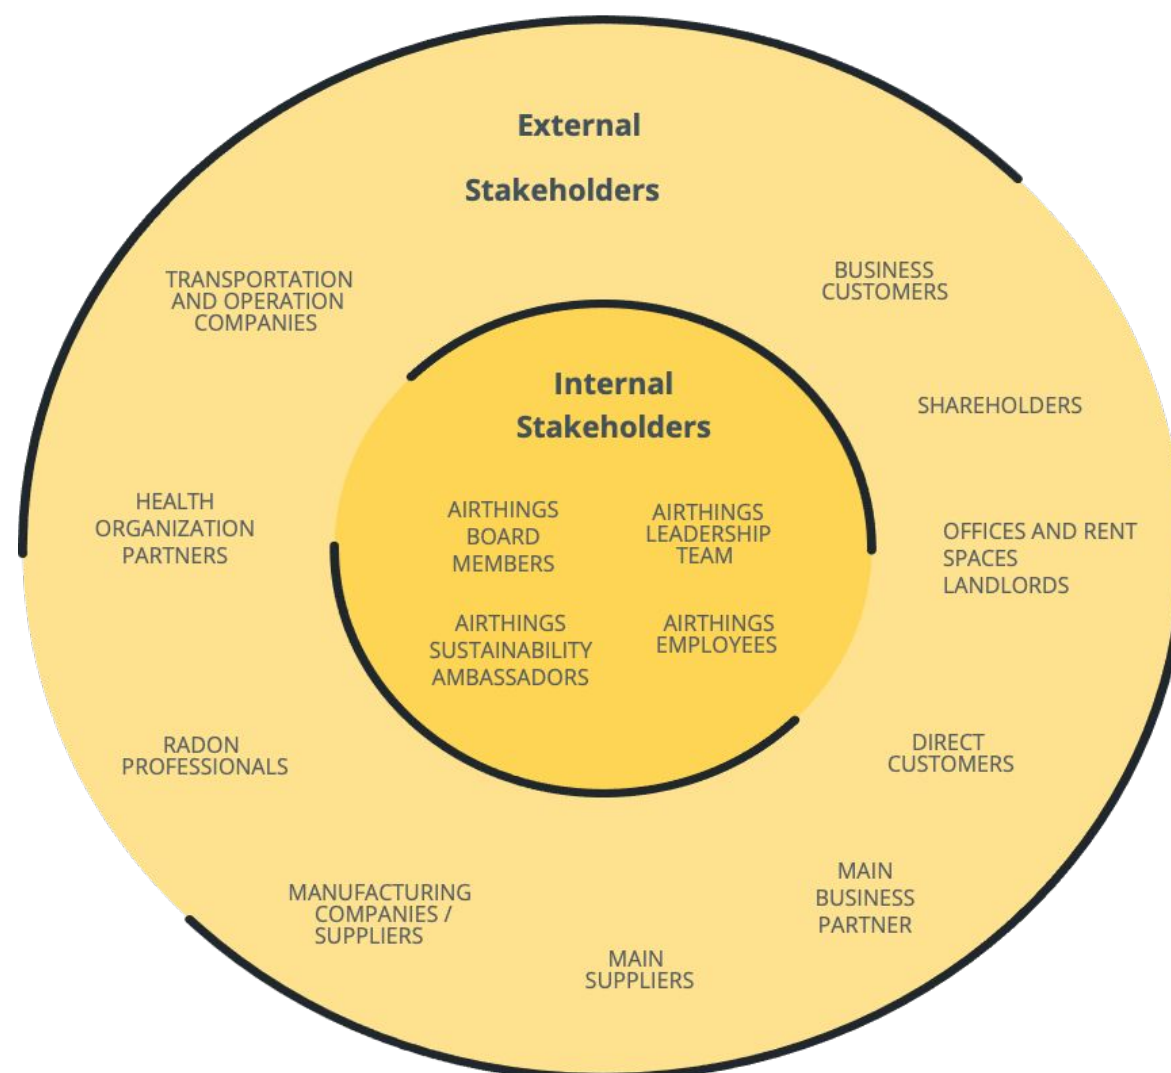 External
Stakeholders
TRANSPORTATION
AND OPERATION
COMPANIES
BUSINESS
CUSTOMERS
Internal
Stakeholders
SHAREHOLDERS
HEALTH
ORGANIZATION
PARTNERS
AIRTHINGS
BOARD
MEMBERS
AIRTHINGS
LEADERSHIP
TEAM
OFFICES AND RENT
SPACES
LANDLORDS
AIRTHINGS
SUSTAINABILITY
AMBASSADORS
AIRTHINGS
EMPLOYEES
RADON
PROFESSIONALS
DIRECT
CUSTOMERS
MANUFACTURING
COMPANIES /
SUPPLIERS
MAIN
BUSINESS
PARTNER
MAIN
SUPPLIERS